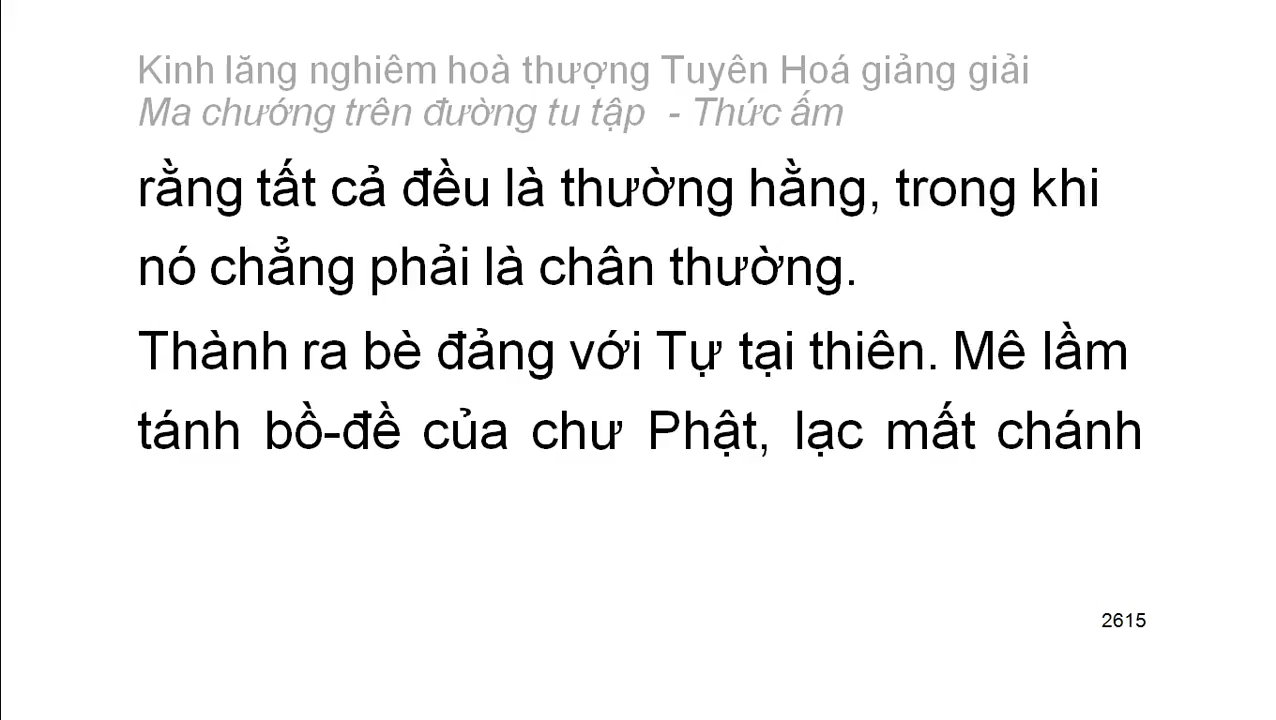 Kinh lăng nghiêm hoà thượng Tuyên Hoá giảng giải
Ma chướng trên đường tu tập - Thức ấm
rằng tất cả đều là thường hằng, trong khi
nó chẳng phải là chân thường.
Thành ra bè đảng với Tự tại thiên. Mê lầm
tánh bồ-đề của chư Phật, lạc mất chánh
2615